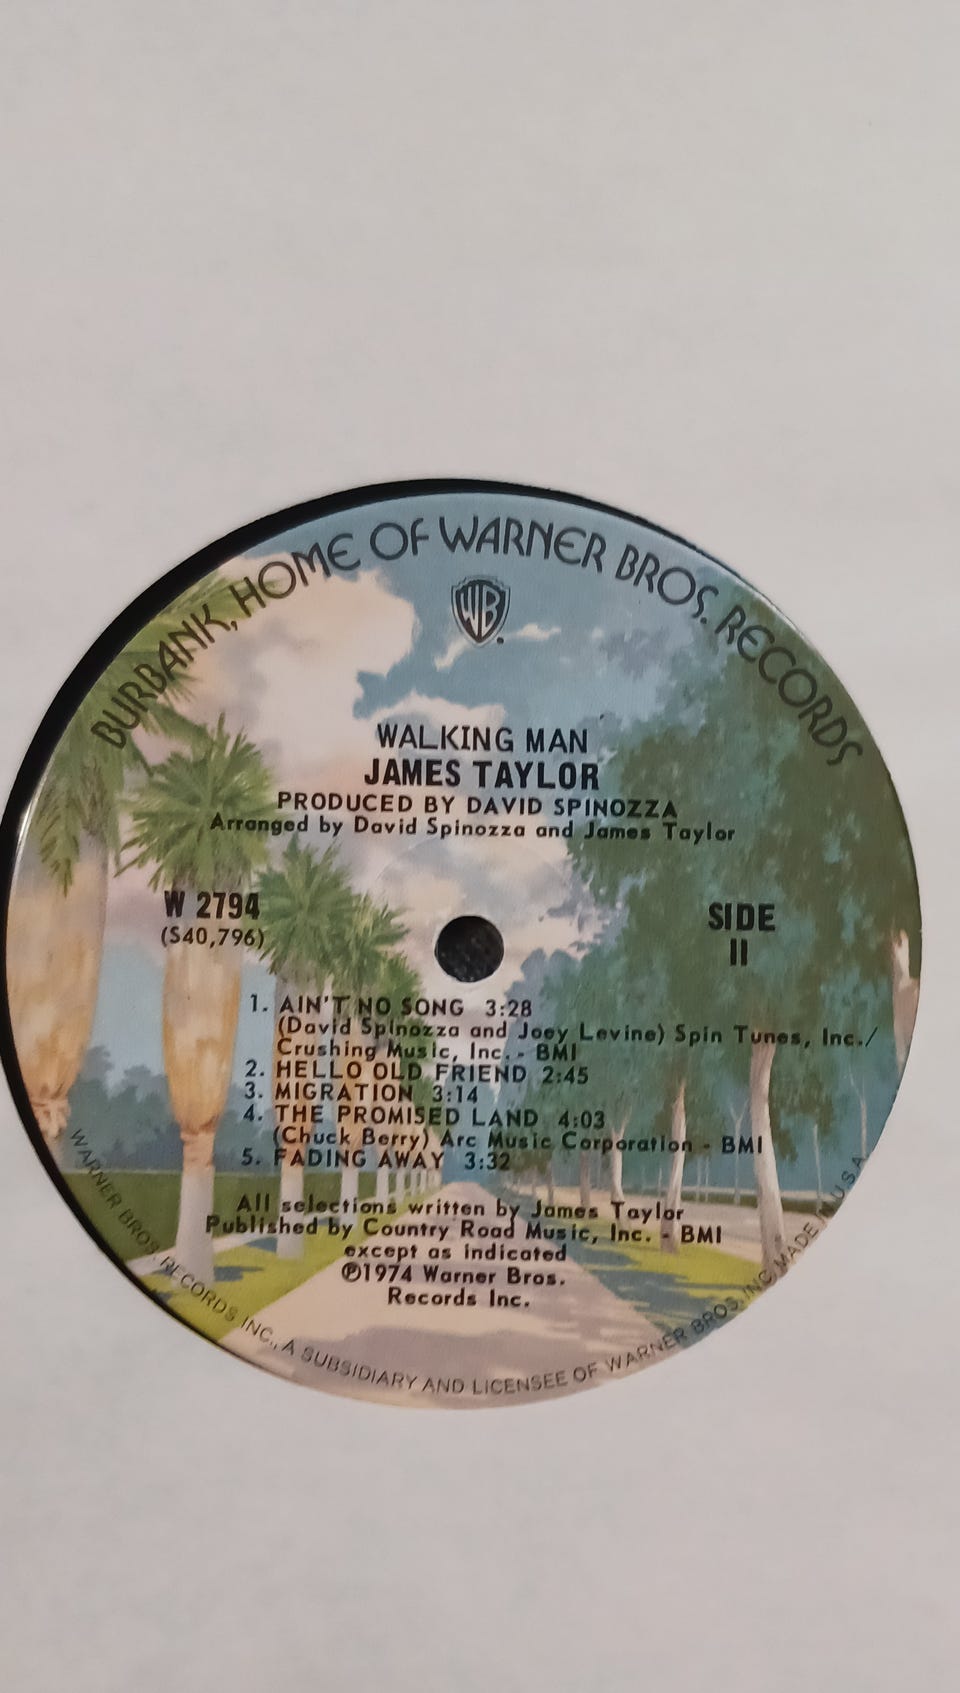 BURBANK, HOME OF WARNER BROS. RECORDS
WB
WALKING MAN
JAMES TAYLOR
PRODUCED BY DAVID SPINOZZA
Arranged by David Spinozza and James Taylor
W 2794
(S40,796)
SIDE
II
1. AIN'T NO SONG 3:28
(David Spinozza and Joey Levine) Spin Tunes, Inc./
Crushing Music, Inc. - BMI
2. HELLO OLD FRIEND 2:45
3. MIGRATION 3:14
4. THE PROMISED LAND 4:03
(Chuck Berry) Arc Music Corporation - BMI
5. FADING AWAY 3:32
All selections written by James Taylor
Published by Country Road Music, Inc. - BMI
except as indicated
℗1974 Warner Bros.
Records Inc.
WARNER BROS. RECORDS INC., A SUBSIDIARY AND LICENSEE OF WARNER BROS. INC. MADE IN U.S.A.